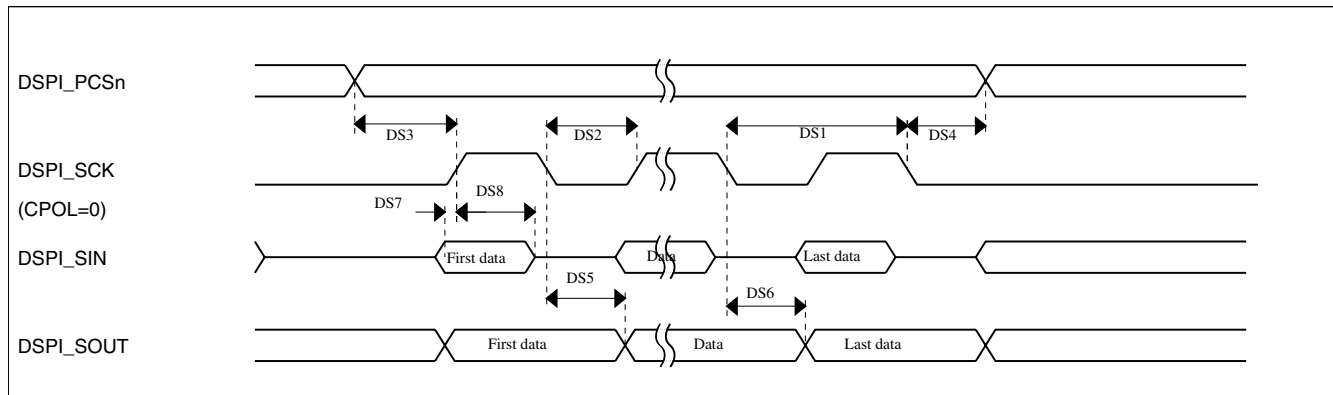 DSPI_PCSn
DS3
DS2
DS1
DS4
DSPI_SCK
(CPOL=0)
DS7
DS8
DSPI_SIN
First data
Data
Last data
DS5
DS6
DSPI_SOUT
First data
Data
Last data